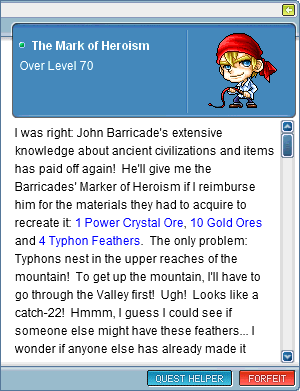 The Mark of Heroism
Over Level 70
I was right: John Barricade's extensive
knowledge about ancient civilizations and items
has paid off again! He'll give me the
Barricades' Marker of Heroism if I reimburse
him for the materials they had to acquire to
recreate it: 1 Power Crystal Ore, 10 Gold Ores
and 4 Typhon Feathers. The only problem:
Typhons nest in the upper reaches of the
mountain! To get up the mountain, I'll have to
go through the Valley first! Ugh! Looks like a
catch-22! Hmmm, I guess I could see if
someone else might have these feathers... I
wonder if anyone else has already made it
QUEST HELPER
FORFEIT